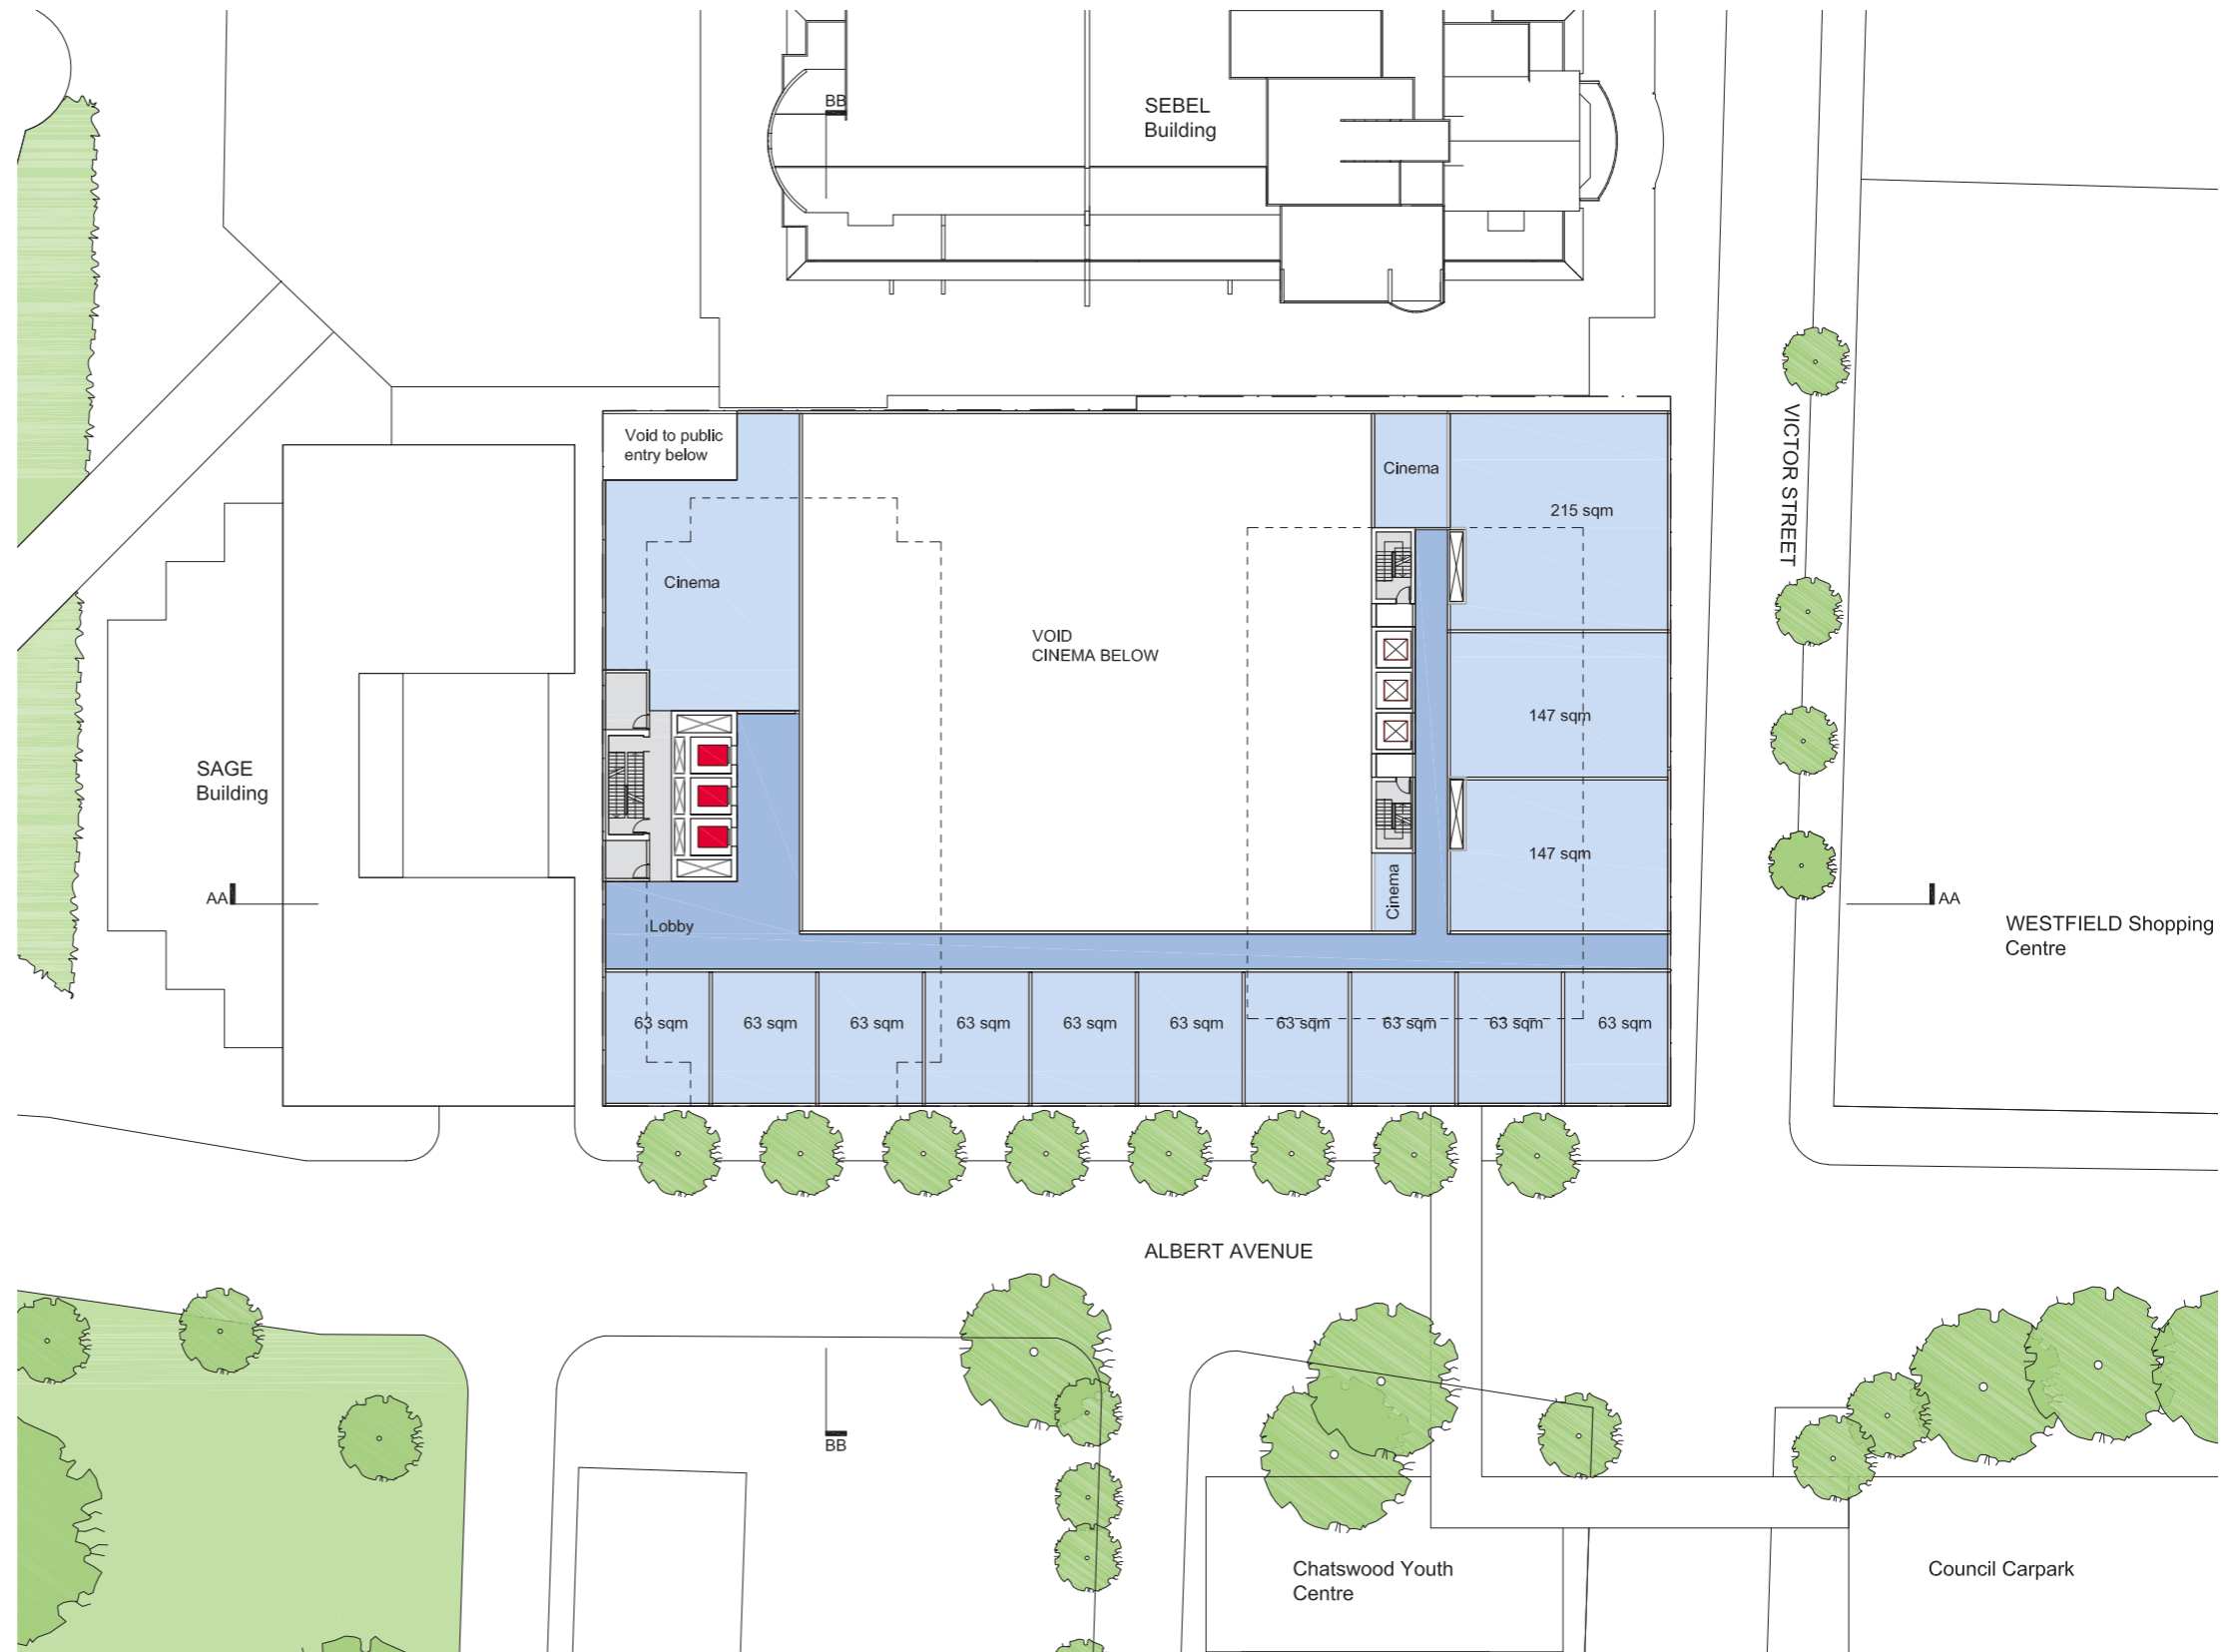 BB
SEBEL
Building
Void to public
entry below
Cinema
215 sqm
VICTOR STREET
Cinema
VOID
CINEMA BELOW
147 sqm
SAGE
Building
147 sqm
AA
Cinema
AA
Lobby
WESTFIELD Shopping
Centre
63 sqm
63 sqm
63 sqm
63 sqm
63 sqm
63 sqm
63 sqm
63 sqm
63 sqm
63 sqm
ALBERT AVENUE
BB
Chatswood Youth
Centre
Council Carpark